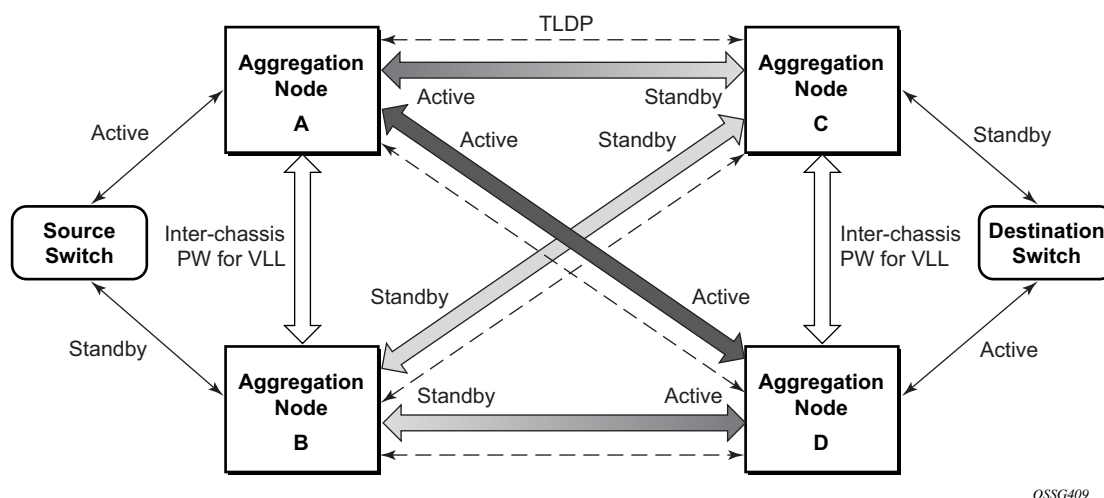 TLDP
Aggregation
Node
A
Aggregation
Node
C
Active
Standby
Active
Standby
Active
Standby
Source
Switch
Inter-chassis
PW for VLL
Inter-chassis
PW for VLL
Destination
Switch
Standby
Active
Standby
Active
Aggregation
Node
B
Standby
Active
Aggregation
Node
D
OSSG409